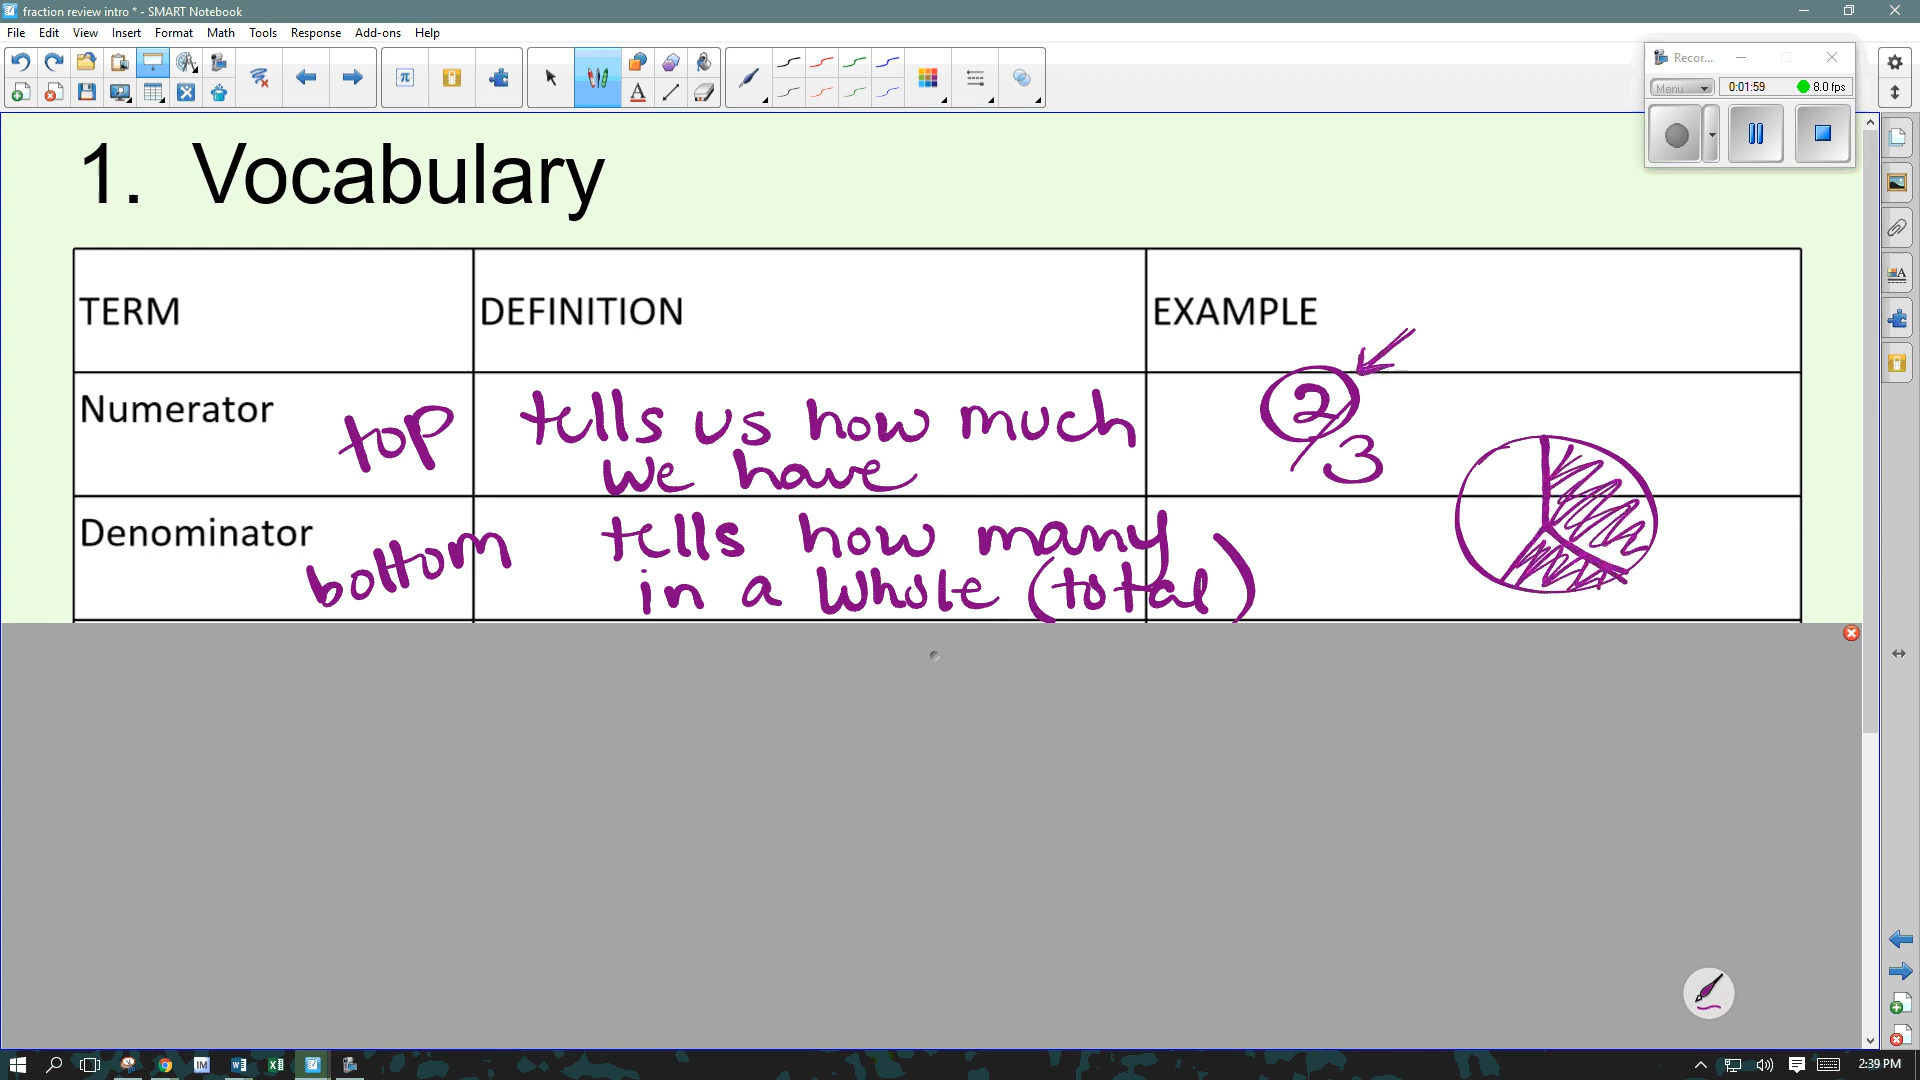 fraction review intro * - SMART Notebook
File Edit View Insert Format Math Tools Response Add-ons Help
Recor...
Menu 0:01:59 8.0 fps
1. Vocabulary
TERM DEFINITION EXAMPLE
Numerator top tells us how much
we have
2/3
Denominator bottom tells how many
in a whole (total)
2:39 PM